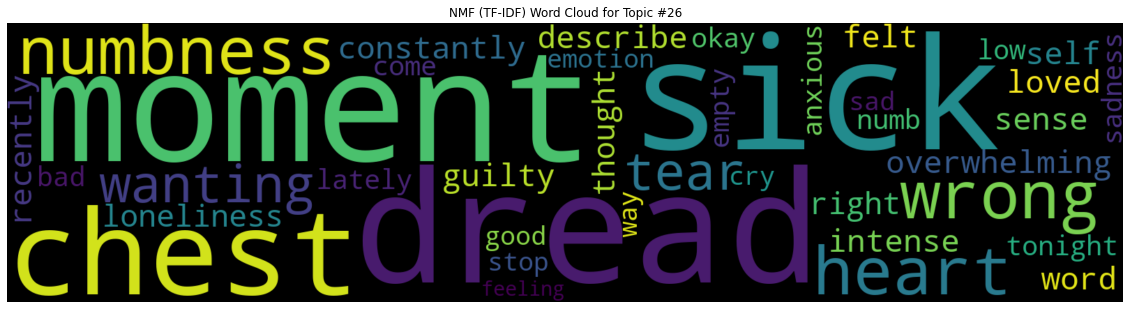 NMF (TF-IDF) Word Cloud for Topic #26
numbness constantly describe okay felt low self
come emotion loved
moment sick
recently thought empty anxious sad numb sense sadness
bad wanting lately guilty tear cry overwhelming
loneliness dread way right wrong
chest good intense tonight
stop heart word
feeling